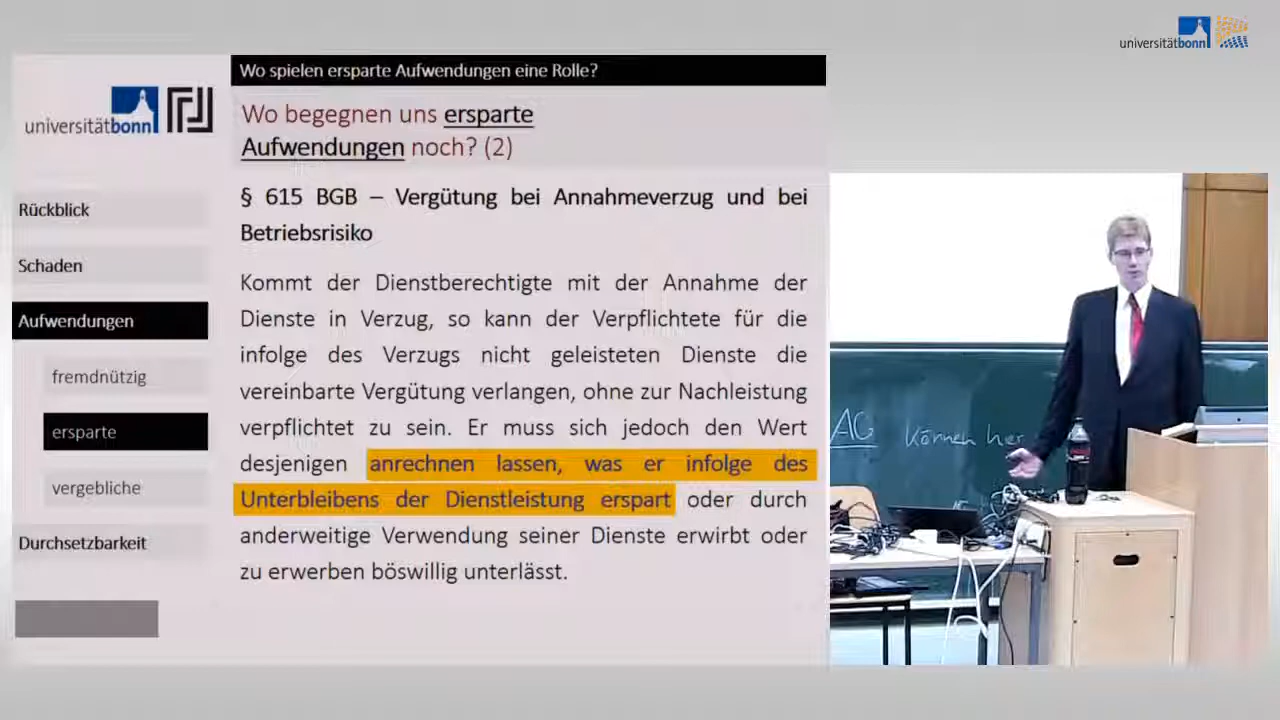 universitätbonn
Wo spielen ersparte Aufwendungen eine Rolle?
universitätbonn
Wo begegnen uns ersparte
Aufwendungen noch? (2)
Rückblick
Schaden
Aufwendungen
fremdnützig
ersparte
vergebliche
Durchsetzbarkeit
§ 615 BGB – Vergütung bei Annahmeverzug und bei
Betriebsrisiko
Kommt der Dienstberechtigte mit der Annahme der
Dienste in Verzug, so kann der Verpflichtete für die
infolge des Verzugs nicht geleisteten Dienste die
vereinbarte Vergütung verlangen, ohne zur Nachleistung
verpflichtet zu sein. Er muss sich jedoch den Wert
desjenigen anrechnen lassen, was er infolge des
Unterbleibens der Dienstleistung erspart oder durch
anderweitige Verwendung seiner Dienste erwirbt oder
zu erwerben böswillig unterlässt.
AG können her